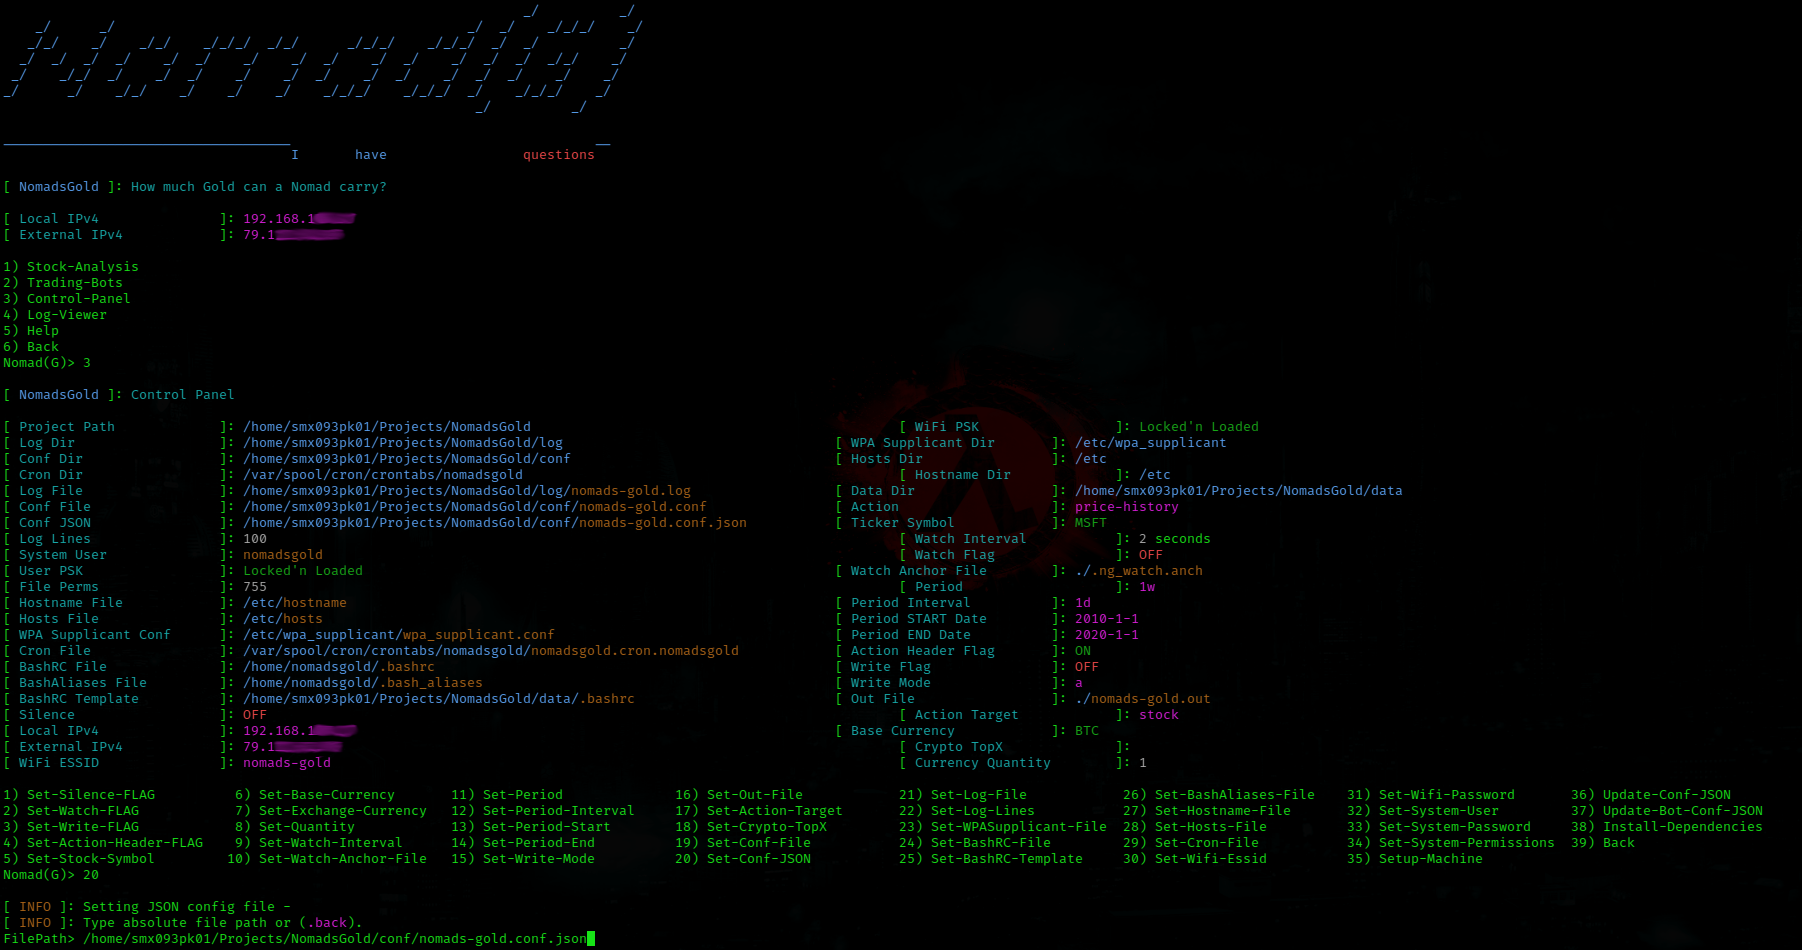 Nomad(G)
I have questions
[ NomadsGold ]: How much Gold can a Nomad carry?
[ Local IPv4 ]: 192.168.1
[ External IPv4 ]: 79.1
1) Stock-Analysis
2) Trading-Bots
3) Control-Panel
4) Log-Viewer
5) Help
6) Back
Nomad(G)> 3
[ NomadsGold ]: Control Panel
[ Project Path ]: /home/smx093pk01/Projects/NomadsGold [ WiFi PSK ]: Locked'n Loaded
[ Log Dir ]: /home/smx093pk01/Projects/NomadsGold/log [ WPA Supplicant Dir ]: /etc/wpa_supplicant
[ Conf Dir ]: /home/smx093pk01/Projects/NomadsGold/conf [ Hosts Dir ]: /etc
[ Cron Dir ]: /var/spool/cron/crontabs/nomadsgold [ Hostname Dir ]: /etc
[ Log File ]: /home/smx093pk01/Projects/NomadsGold/log/nomads-gold.log [ Data Dir ]: /home/smx093pk01/Projects/NomadsGold/data
[ Conf File ]: /home/smx093pk01/Projects/NomadsGold/conf/nomads-gold.conf [ Action ]: price-history
[ Conf JSON ]: /home/smx093pk01/Projects/NomadsGold/conf/nomads-gold.conf.json [ Ticker Symbol ]: MSFT
[ Log Lines ]: 100 [ Watch Interval ]: 2 seconds
[ System User ]: nomadsgold [ Watch Flag ]: OFF
[ User PSK ]: Locked'n Loaded [ Watch Anchor File ]: ./.ng_watch.anch
[ File Perms ]: 755 [ Period ]: 1w
[ Hostname File ]: /etc/hostname [ Period Interval ]: 1d
[ Hosts File ]: /etc/hosts [ Period START Date ]: 2010-1-1
[ WPA Supplicant Conf ]: /etc/wpa_supplicant/wpa_supplicant.conf [ Period END Date ]: 2020-1-1
[ Cron File ]: /var/spool/cron/crontabs/nomadsgold/nomadsgold.cron.nomadsgold [ Action Header Flag ]: ON
[ BashRC File ]: /home/nomadsgold/.bashrc [ Write Flag ]: OFF
[ BashAliases File ]: /home/nomadsgold/.bash_aliases [ Write Mode ]: a
[ BashRC Template ]: /home/smx093pk01/Projects/NomadsGold/data/.bashrc [ Out File ]: ./nomads-gold.out
[ Silence ]: OFF [ Action Target ]: stock
[ Local IPv4 ]: 192.168.1 [ Base Currency ]: BTC
[ External IPv4 ]: 79.1 [ Crypto TopX ]:
[ WiFi ESSID ]: nomads-gold [ Currency Quantity ]: 1
1) Set-Silence-FLAG 6) Set-Base-Currency 11) Set-Period 16) Set-Out-File 21) Set-Log-File 26) Set-BashAliases-File 31) Set-Wifi-Password 36) Update-Conf-JSON
2) Set-Watch-FLAG 7) Set-Exchange-Currency 12) Set-Period-Interval 17) Set-Action-Target 22) Set-Log-Lines 27) Set-Hostname-File 32) Set-System-User 37) Update-Bot-Conf-JSON
3) Set-Write-FLAG 8) Set-Quantity 13) Set-Period-Start 18) Set-Crypto-TopX 23) Set-WPASupplicant-File 28) Set-Hosts-File 33) Set-System-Password 38) Install-Dependencies
4) Set-Action-Header-FLAG 9) Set-Watch-Interval 14) Set-Period-End 19) Set-Conf-File 24) Set-BashRC-File 29) Set-Cron-File 34) Set-System-Permissions 39) Back
5) Set-Stock-Symbol 10) Set-Watch-Anchor-File 15) Set-Write-Mode 20) Set-Conf-JSON 25) Set-BashRC-Template 30) Set-Wifi-Essid 35) Setup-Machine
Nomad(G)> 20
[ INFO ]: Setting JSON config file -
[ INFO ]: Type absolute file path or (.back).
FilePath> /home/smx093pk01/Projects/NomadsGold/conf/nomads-gold.conf.json